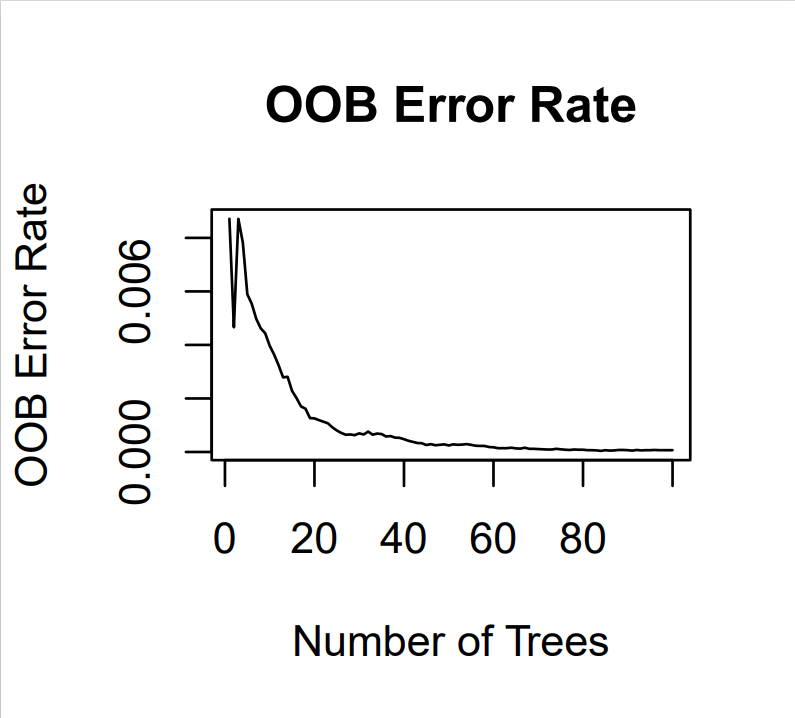 OOB Error Rate
OOB Error Rate
0.006
0.000
0 20 40 60 80
Number of Trees